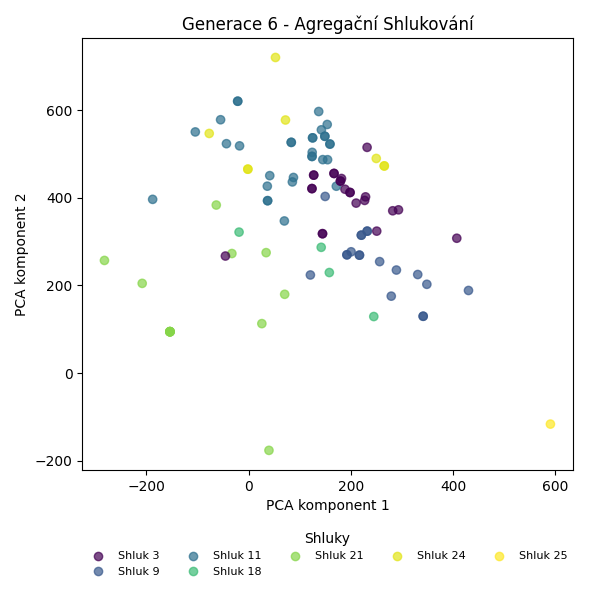 Generace 6 - Agregační Shlukování
PCA komponent 2
600
400
200
0
−200
−200
0
200
400
600
PCA komponent 1
Shluky
Shluk 3
Shluk 11
Shluk 21
Shluk 24
Shluk 25
Shluk 9
Shluk 18